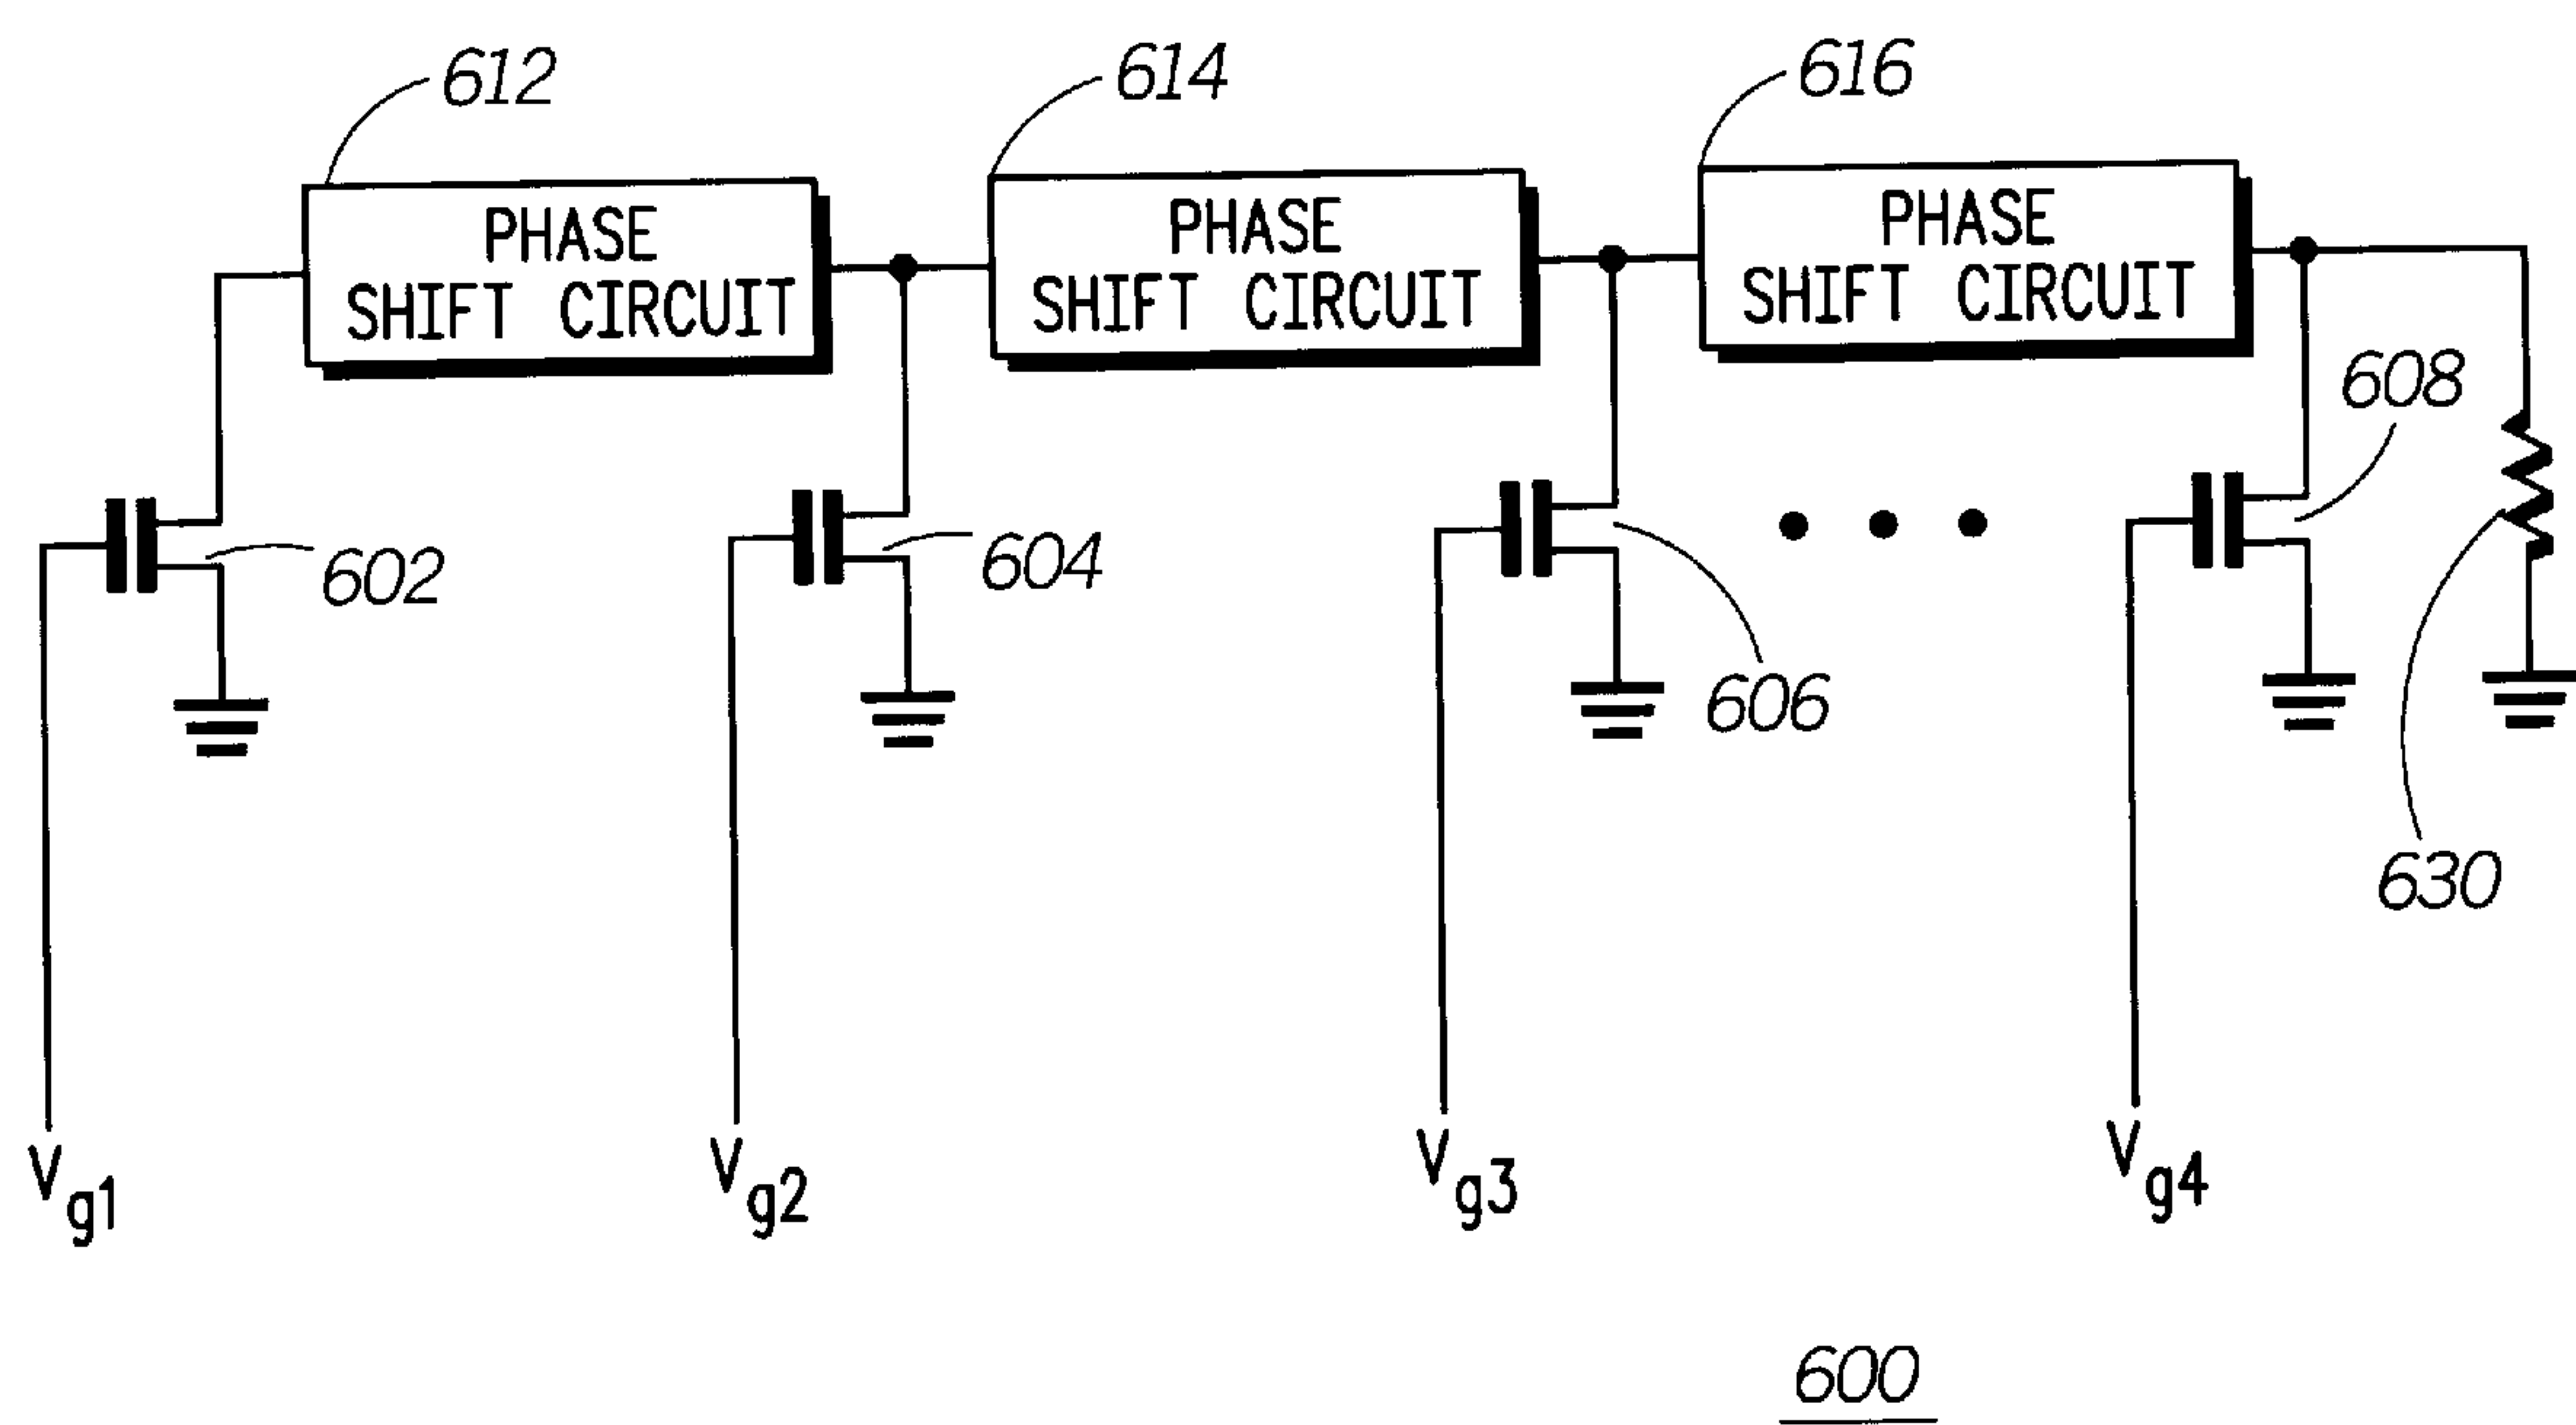 612
614
616
PHASE
SHIFT CIRCUIT
PHASE
SHIFT CIRCUIT
PHASE
SHIFT CIRCUIT
608
602
604
606
630
Vg1
Vg2
Vg3
Vg4
600